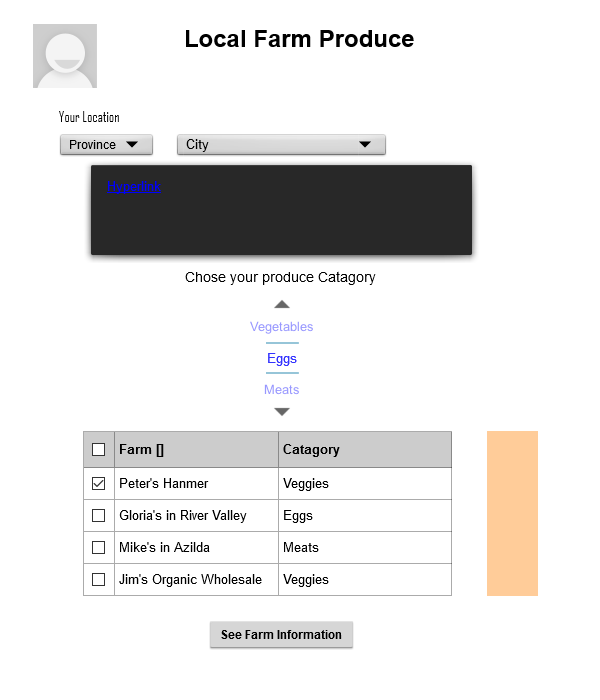 Local Farm Produce
Your Location
Province City
Hyperlink
Chose your produce Catagory
Vegetables
Eggs
Meats
Farm [] Catagory
Peter's Hanmer Veggies
Gloria's in River Valley Eggs
Mike's in Azilda Meats
Jim's Organic Wholesale Veggies
See Farm Information